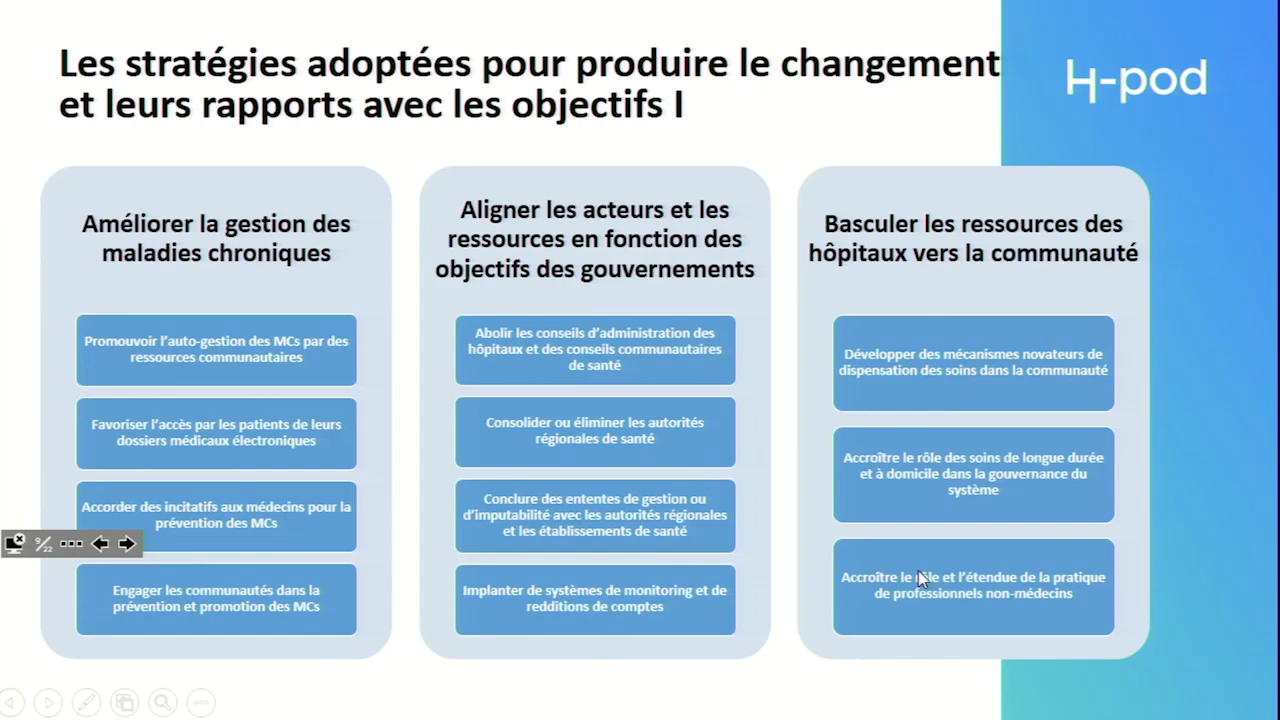 Les stratégies adoptées pour produire le changement
et leurs rapports avec les objectifs I
H-pod
Améliorer la gestion des
maladies chroniques
Promouvoir l'auto-gestion des MCs par des
ressources communautaires
Favoriser l'accès par les patients de leurs
dossiers médicaux électroniques
Accorder des incitatifs aux médecins pour la
prévention des MCs
Engager les communautés dans la
prévention et promotion des MCs
Aligner les acteurs et les
ressources en fonction des
objectifs des gouvernements
Abolir les conseils d'administration des
hôpitaux et des conseils communautaires
de santé
Consolider ou éliminer les autorités
régionales de santé
Conclure des ententes de gestion ou
d'imputabilité avec les autorités régionales
et les établissements de santé
Implanter de systèmes de monitoring et de
redditions de comptes
Basculer les ressources des
hôpitaux vers la communauté
Développer des mécanismes novateurs de
dispensation des soins dans la communauté
Accroître le rôle des soins de longue durée
et à domicile dans la gouvernance du
système
Accroître le rôle et l'étendue de la pratique
de professionnels non-médecins
9/22